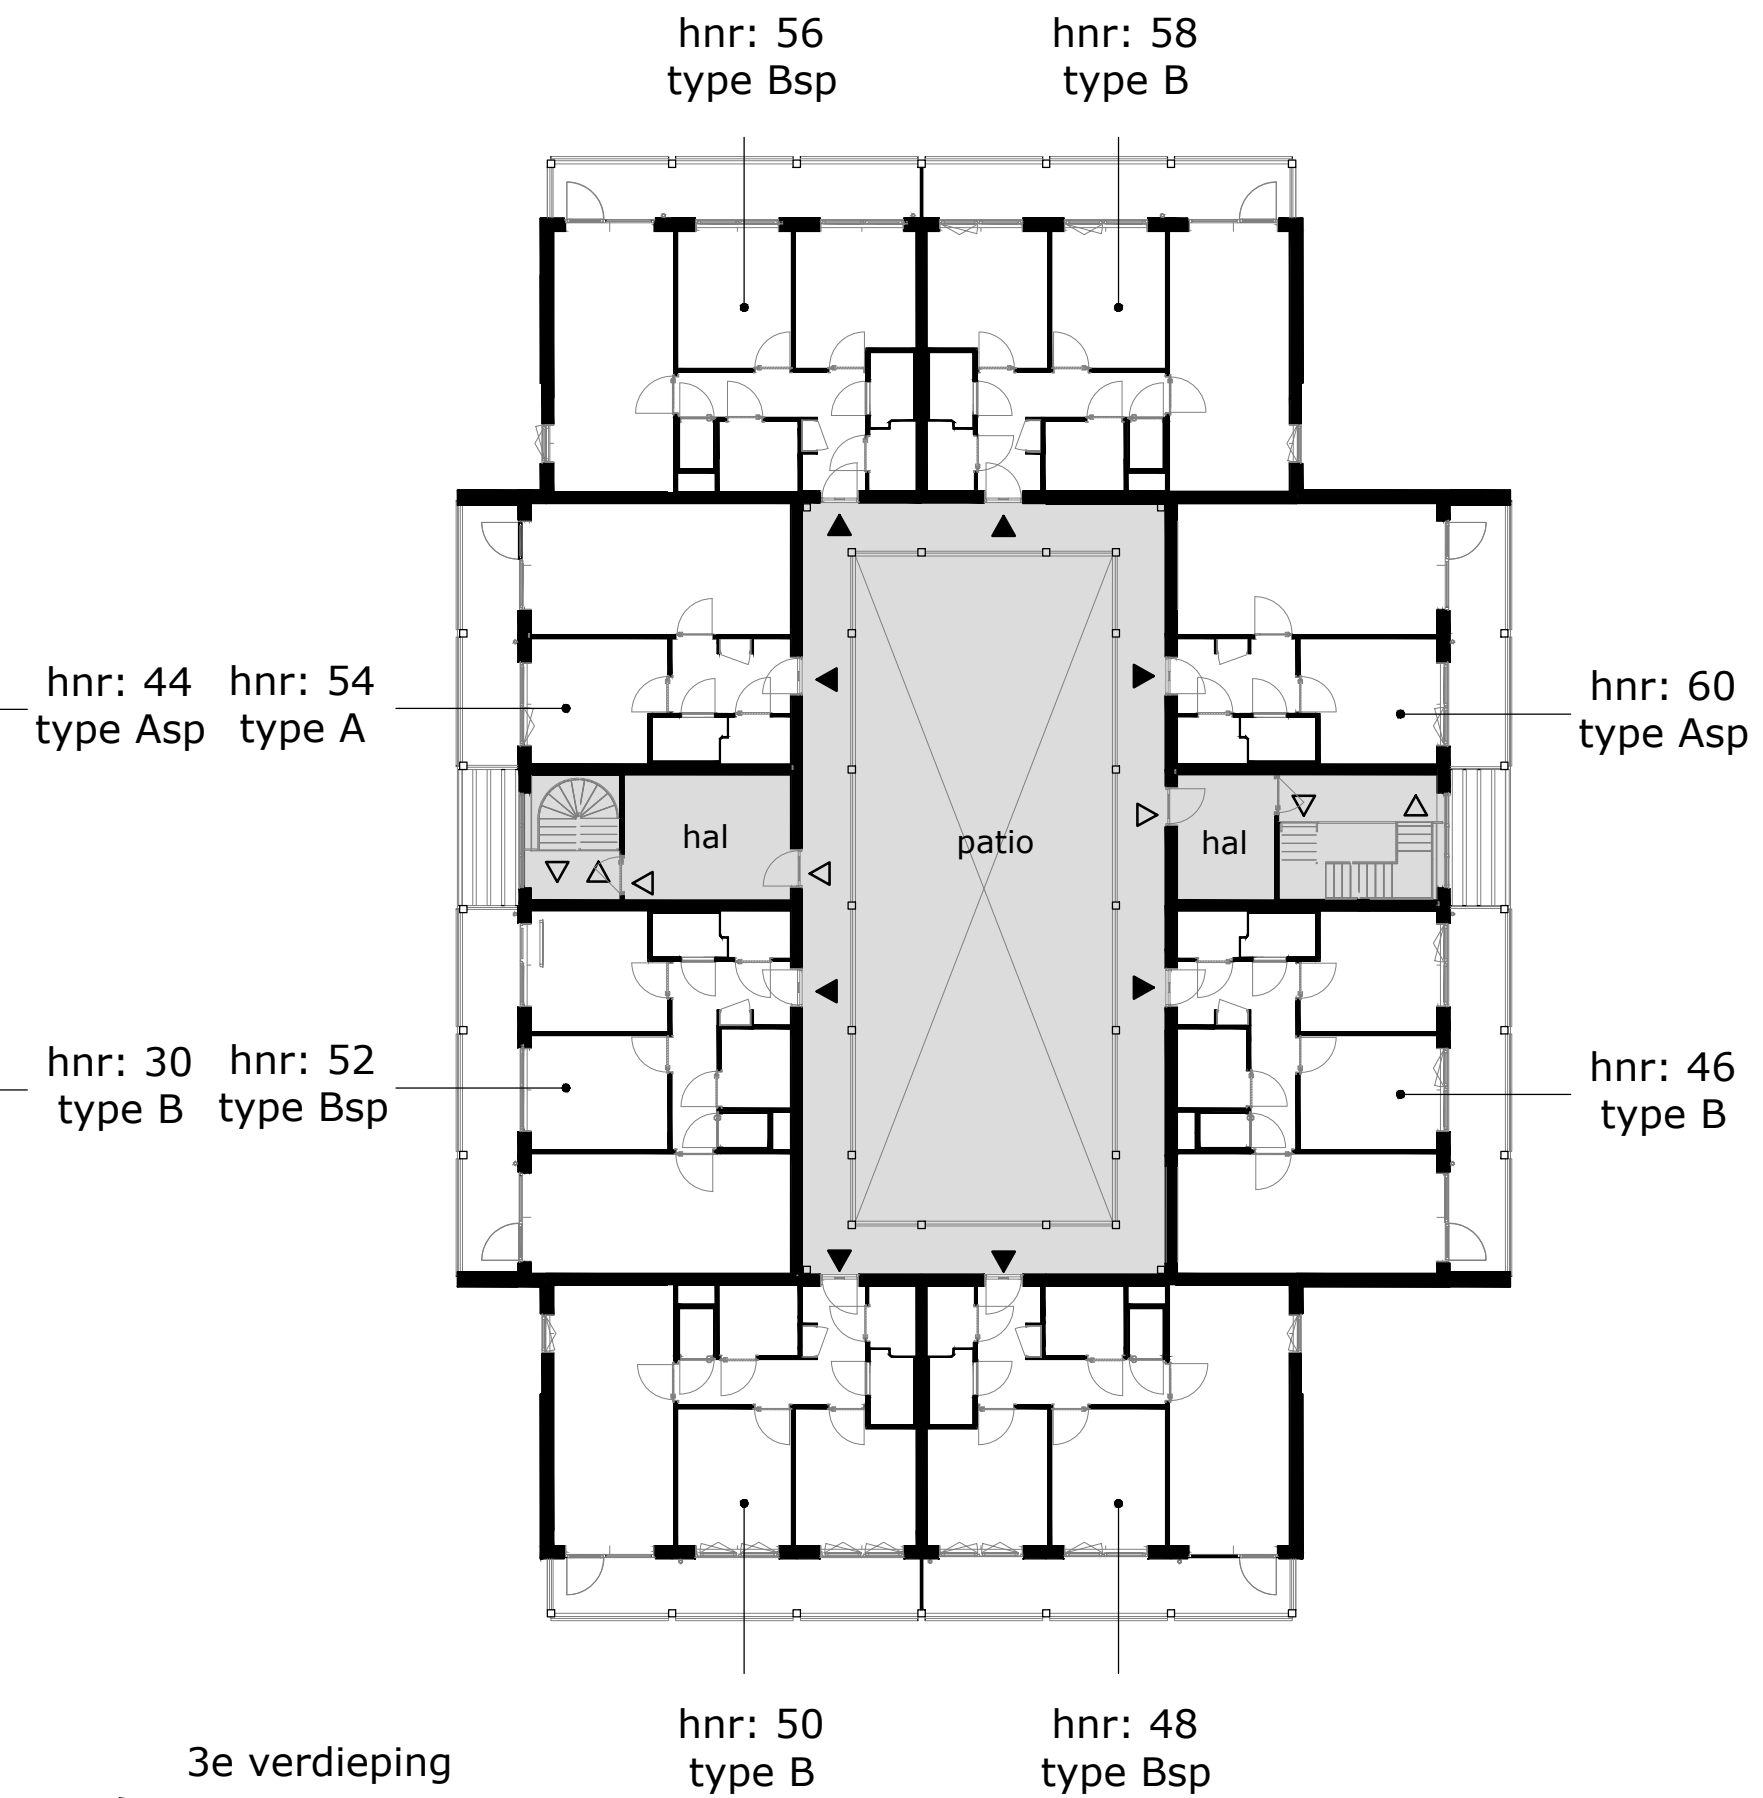 hnr: 56
type Bsp
hnr: 58
type B
hnr: 44
type Asp
hnr: 54
type A
hnr: 60
type Asp
hal
patio
hal
hnr: 30
type B
hnr: 52
type Bsp
hnr: 46
type B
hnr: 50
type B
hnr: 48
type Bsp
3e verdieping